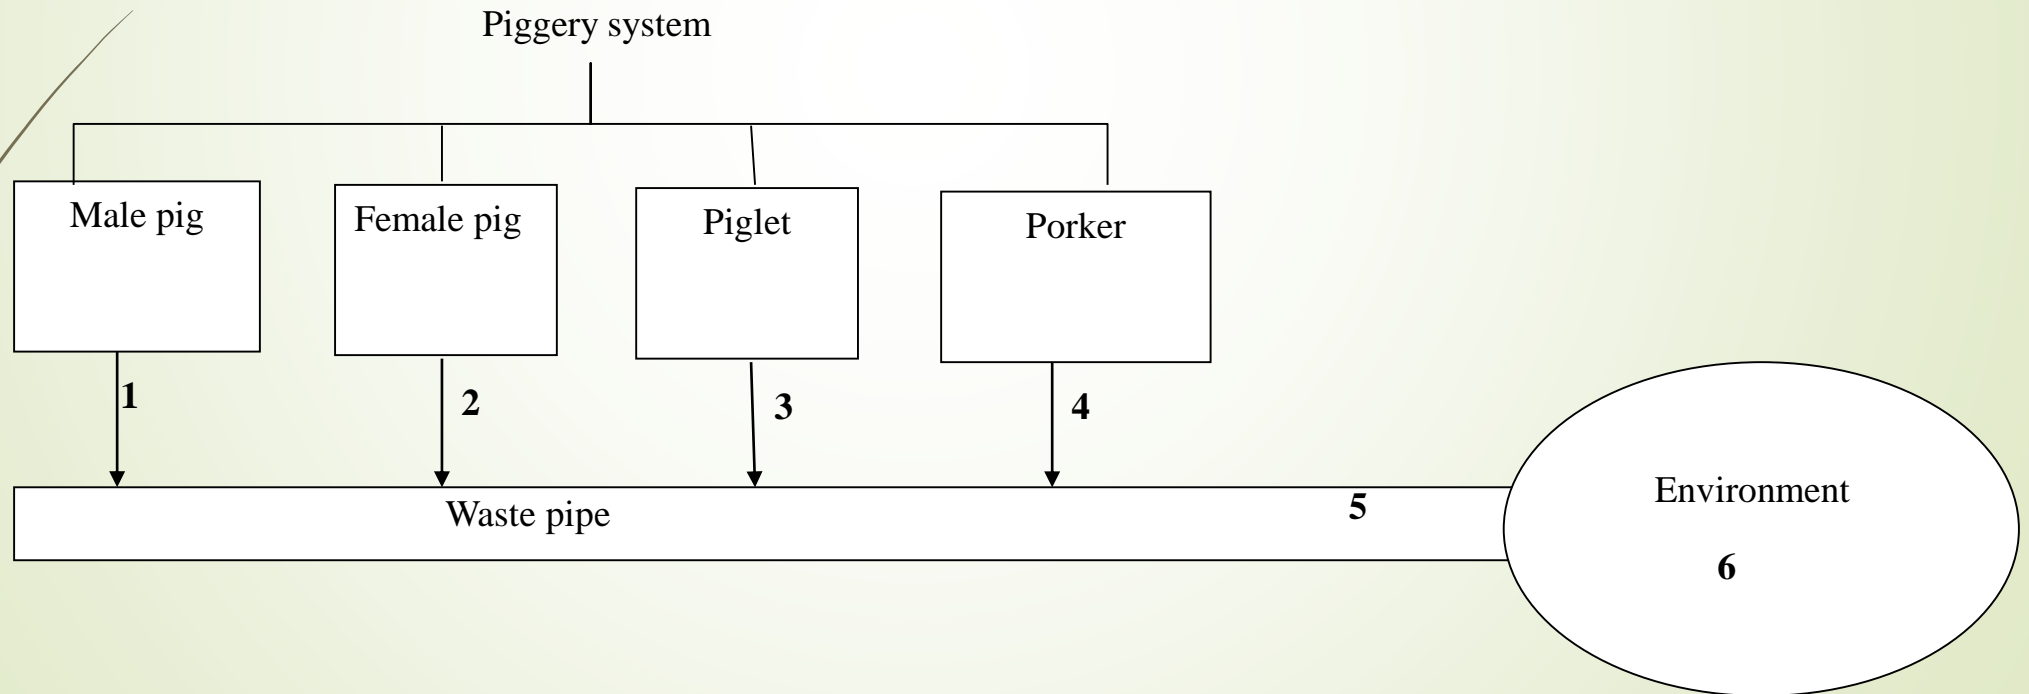 Piggery system
Male pig
Female pig
Piglet
Porker
1
2
3
4
Waste pipe
5
Environment
6